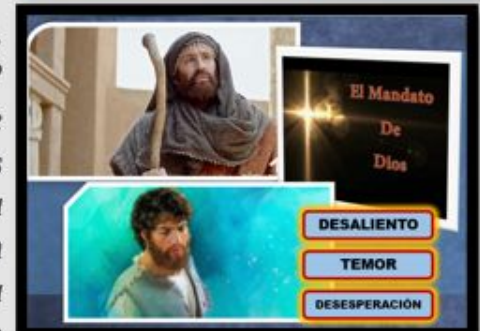 El Mandato
De
Dios
DESALIENTO
TEMOR
DESESPERACIÓN